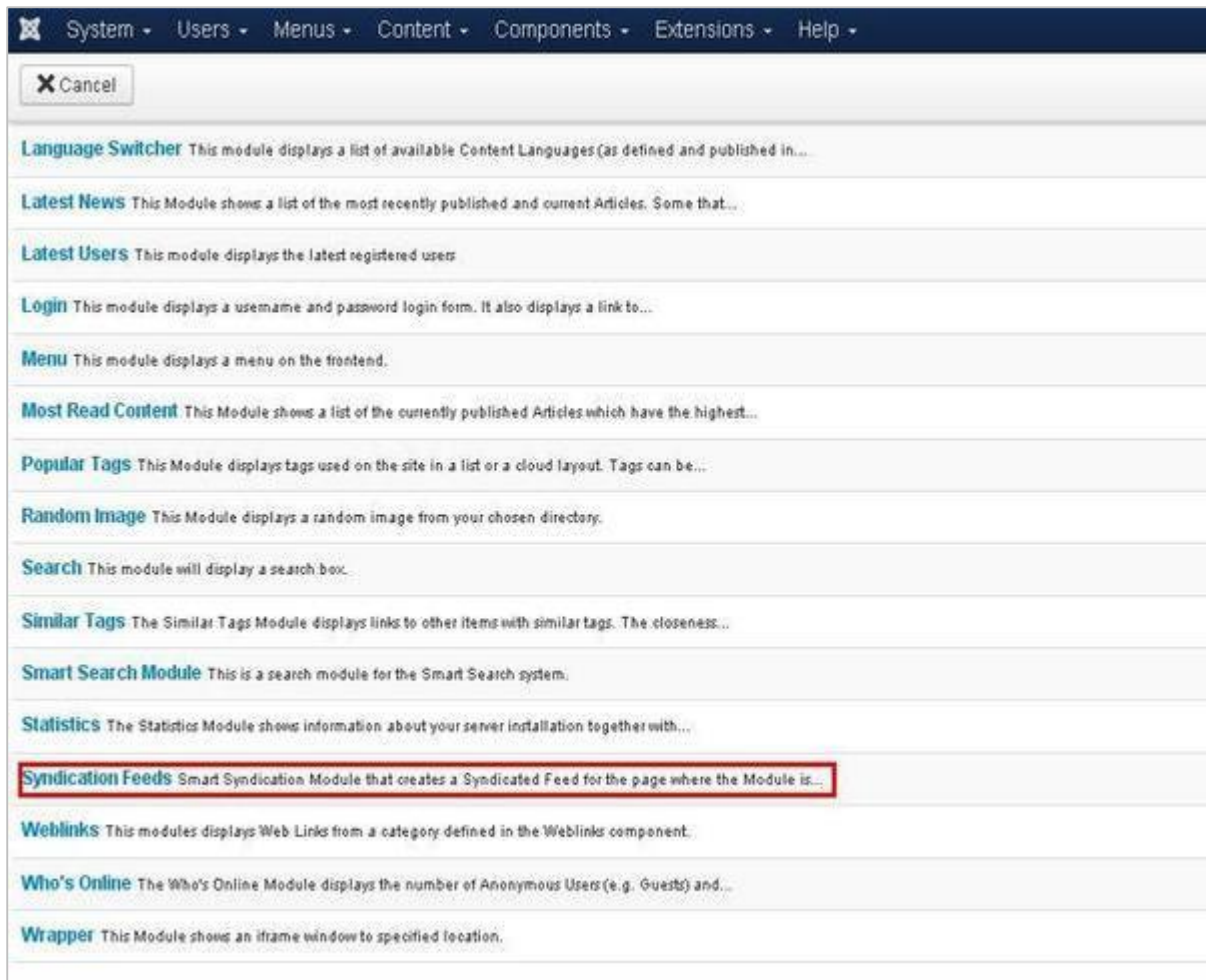 System Users Menus Content Components Extensions Help
Cancel
Language Switcher This module displays a list of available Content Languages (as defined and published in...
Latest News This Module shows a list of the most recently published and current Articles. Some that...
Latest Users This module displays the latest registered users
Login This module displays a username and password login form. It also displays a link to...
Menu This module displays a menu on the frontend.
Most Read Content This Module shows a list of the currently published Articles which have the highest...
Popular Tags This Module displays tags used on the site in a list or a cloud layout. Tags can be...
Random Image This Module displays a random image from your chosen directory.
Search This module will display a search box.
Similar Tags The Similar Tags Module displays links to other items with similar tags. The closeness...
Smart Search Module This is a search module for the Smart Search system.
Statistics The Statistics Module shows information about your server installation together with...
Syndication Feeds Smart Syndication Module that creates a Syndicated Feed for the page where the Module is...
Weblinks This modules displays Web Links from a category defined in the Weblinks component.
Who's Online The Who's Online Module displays the number of Anonymous Users (e.g. Guests) and...
Wrapper This Module shows an iframe window to specified location.